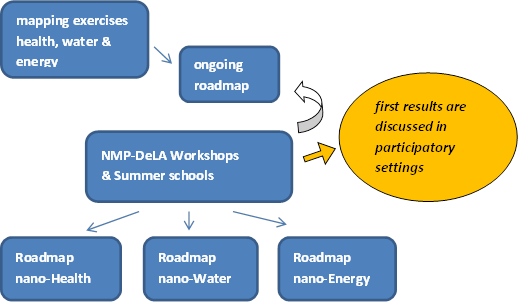 mapping exercises
health, water &
energy
ongoing
roadmap
first results are
discussed in
participatory
settings
NMP-DeLA Workshops
& Summer schools
Roadmap
nano-Health
Roadmap
nano-Water
Roadmap
nano-Energy